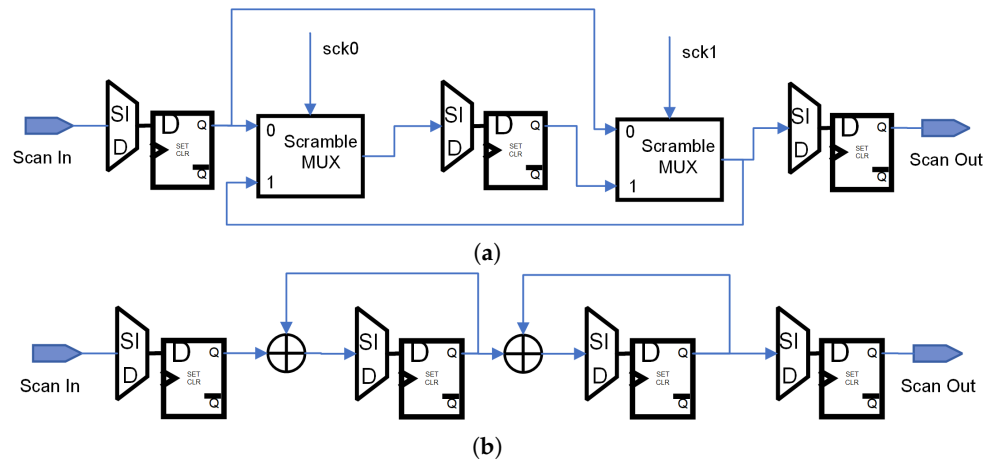 sck0
sck1
SI
D
D
Q
SET
CLR
Q
0
1
Scramble
MUX
SI
D
D
Q
SET
CLR
Q
0
1
Scramble
MUX
SI
D
D
Q
SET
CLR
Q
Scan In
Scan Out
(a)
SI
D
D
Q
SET
CLR
Q
SI
D
D
Q
SET
CLR
Q
SI
D
D
Q
SET
CLR
Q
SI
D
D
Q
SET
CLR
Q
Scan In
Scan Out
(b)